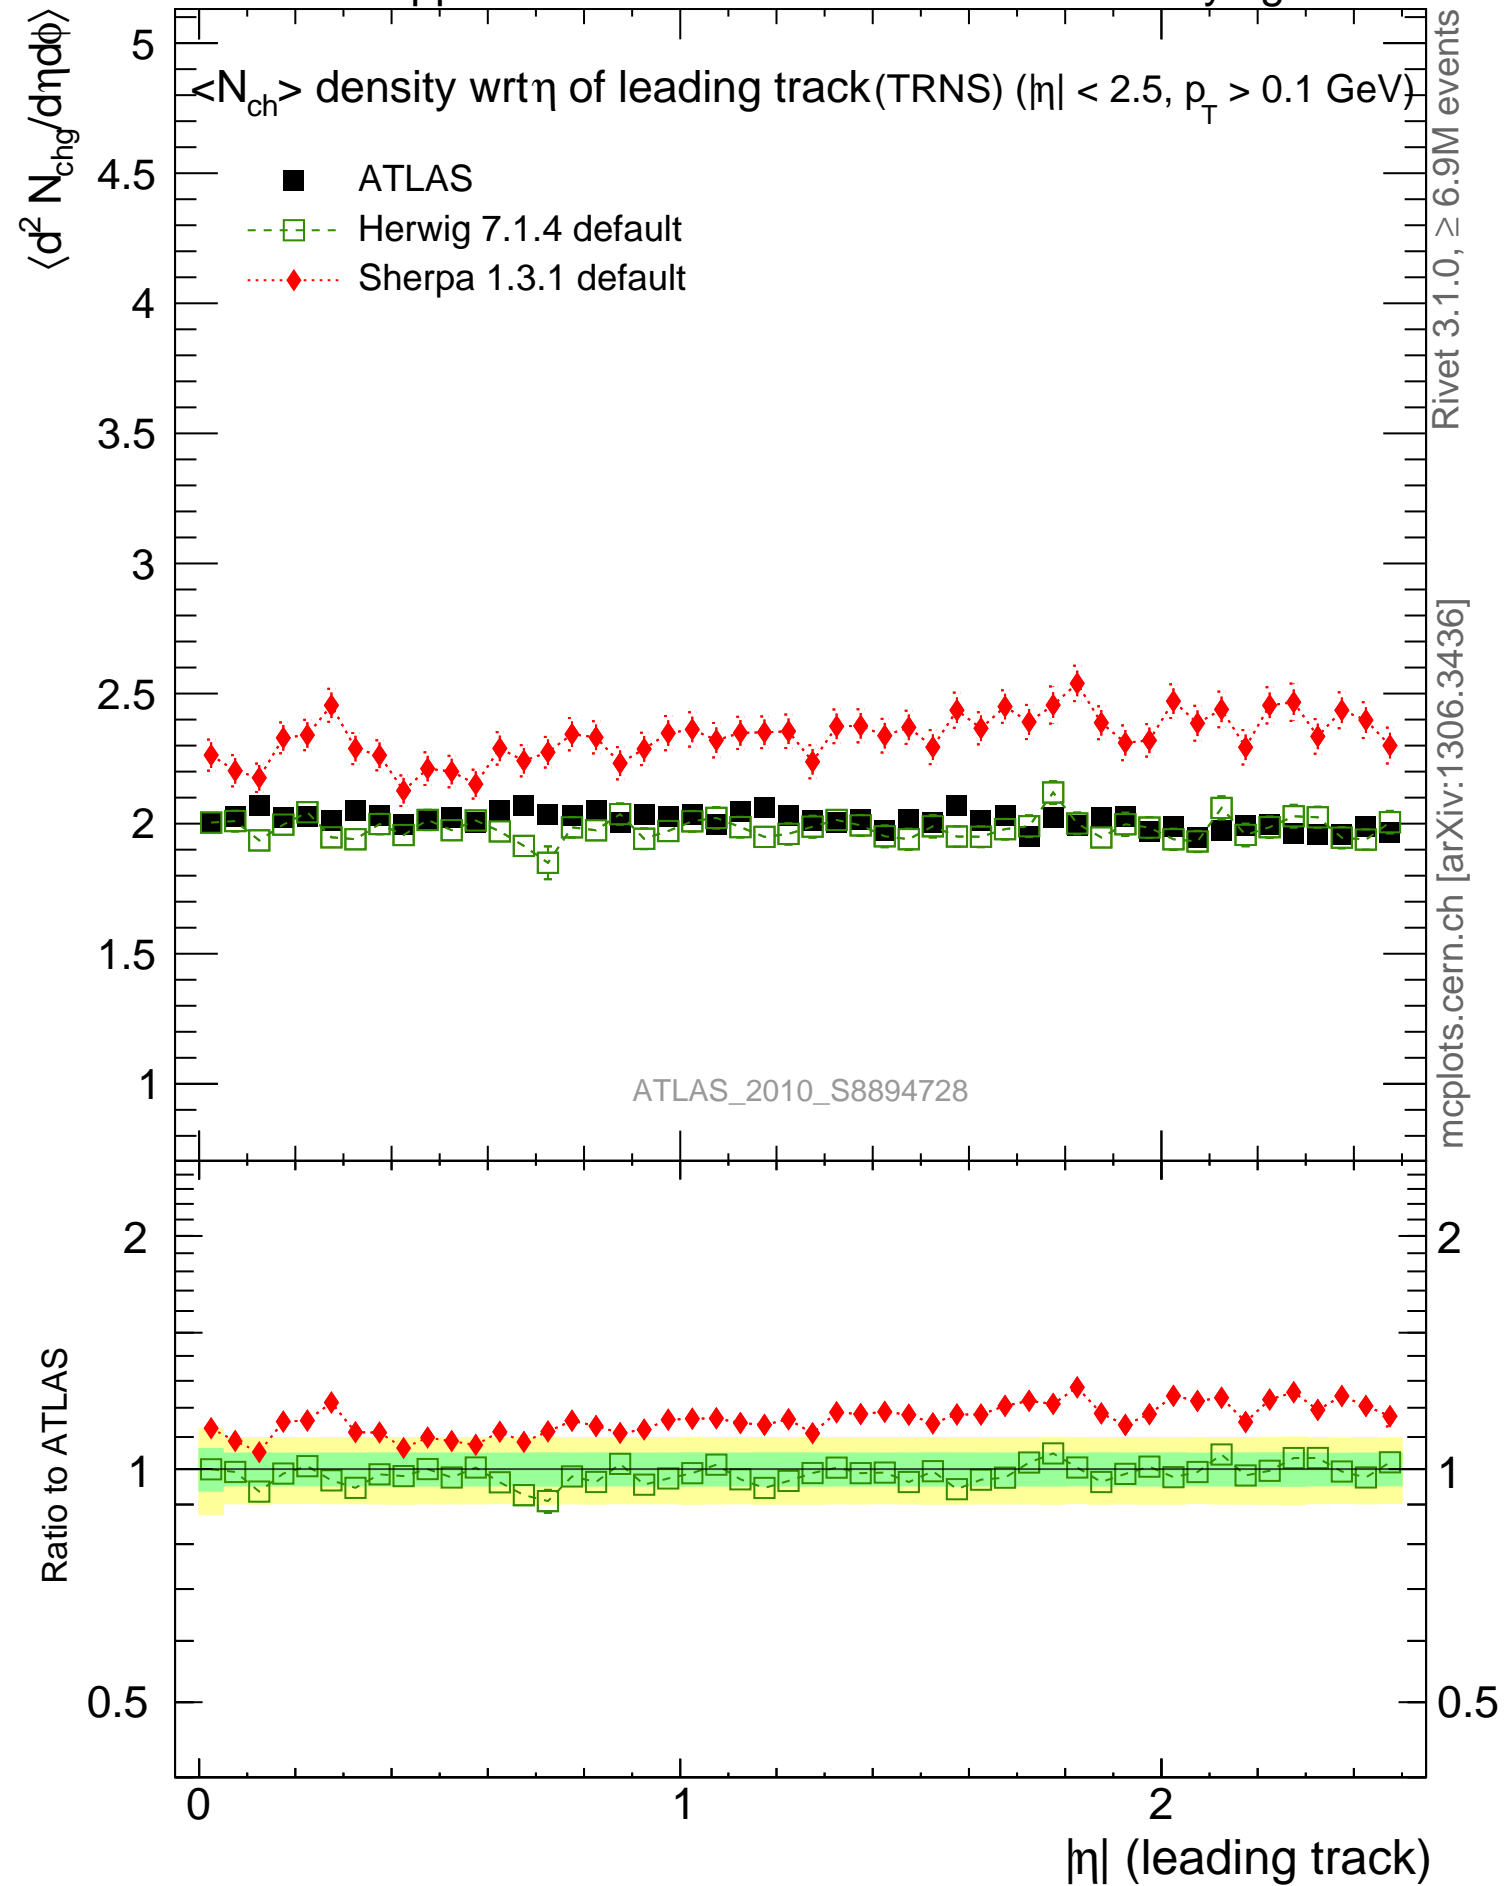 <N_ch> density wrt η of leading track (TRNS) (|η| < 2.5, p_T > 0.1 GeV)
⟨d² N_chg/dηdϕ⟩
ATLAS
Herwig 7.1.4 default
Sherpa 1.3.1 default
5
4.5
4
3.5
3
2.5
2
1.5
1
ATLAS_2010_S8894728
Rivet 3.1.0, ≥ 6.9M events
mcplots.cern.ch [arXiv:1306.3436]
Ratio to ATLAS
2
1
0.5
2
1
0.5
0 1 2
|η| (leading track)